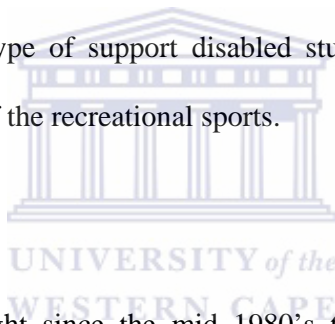 ype of support disabled stu
the recreational sports.
UNIVERSITY of the
ght since the mid 1980's
WESTERN CAPE